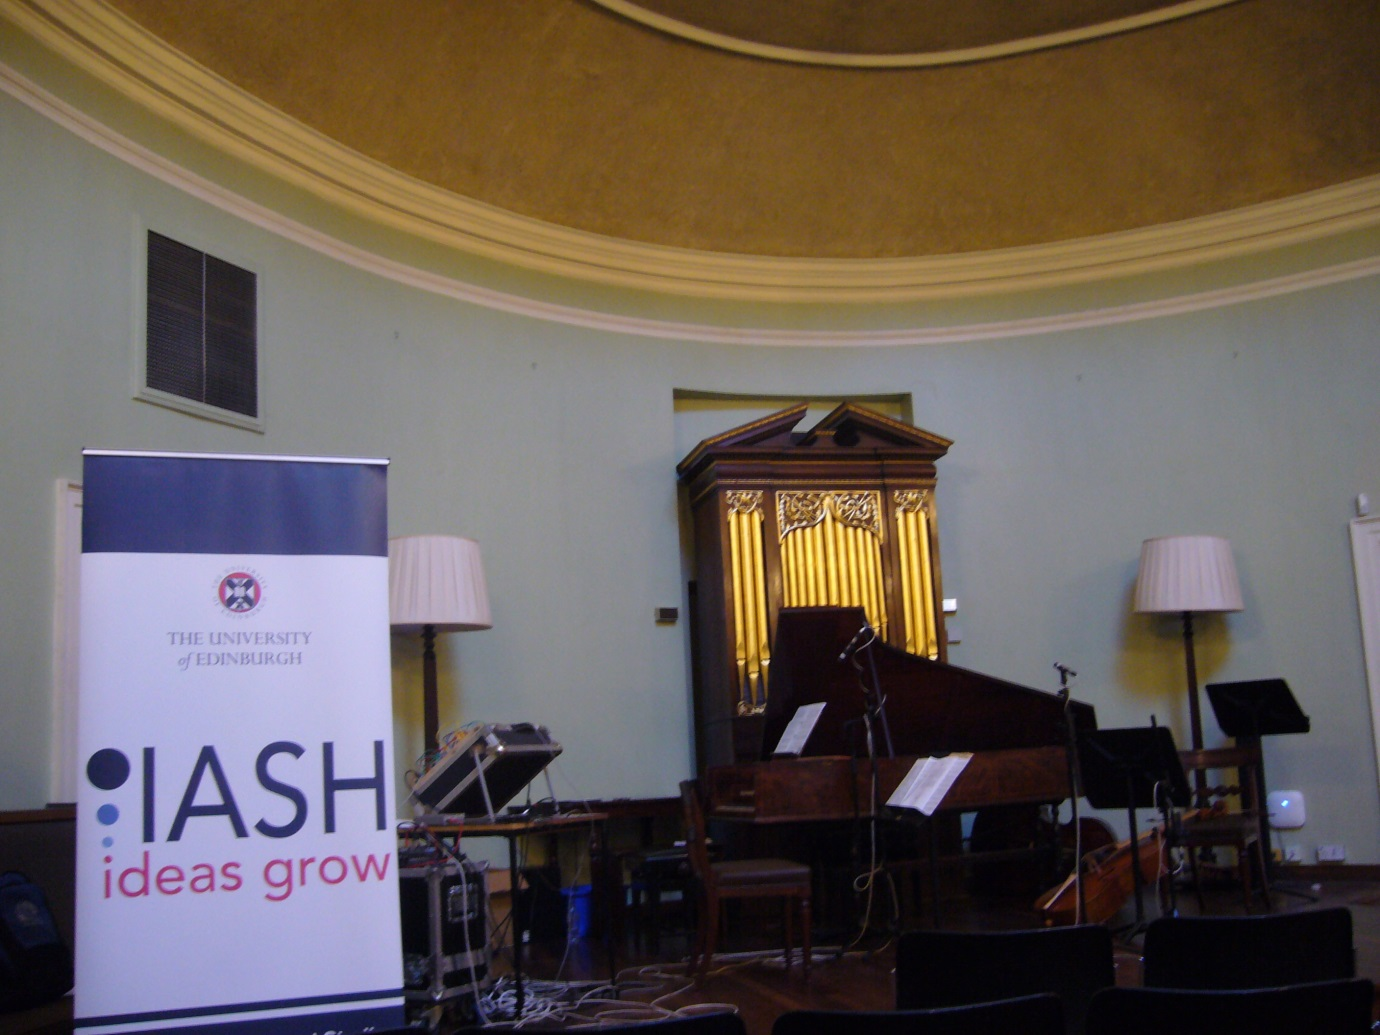 THE UNIVERSITY
of EDINBURGH
IASH
ideas grow